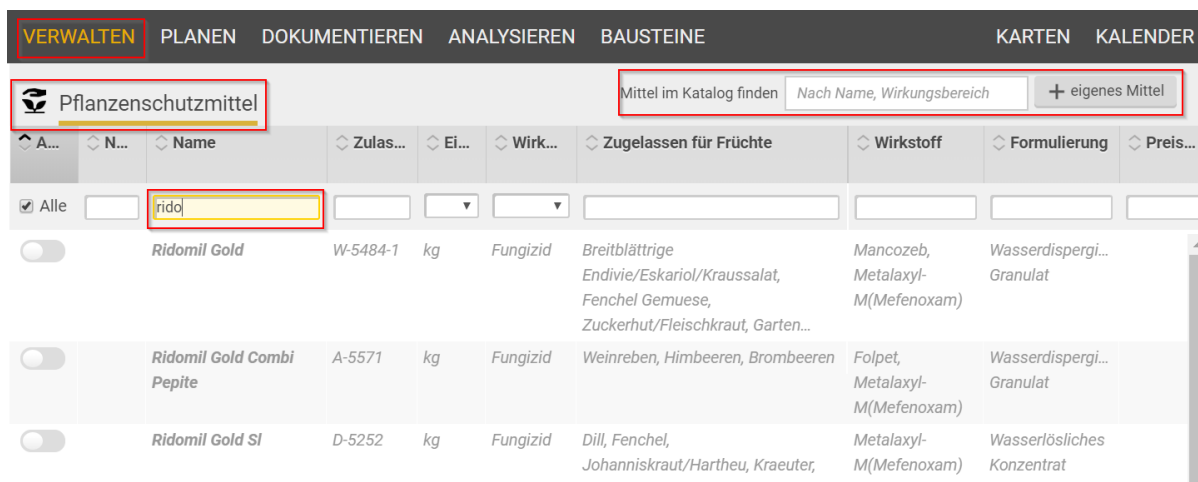 VERWALTEN PLANEN DOKUMENTIEREN ANALYSIEREN BAUSTEINE KARTEN KALENDER
Pflanzenschutzmittel Mittel im Katalog finden Nach Name, Wirkungsbereich + eigenes Mittel
A... N... Name Zulas... Ei... Wirk... Zugelassen für Früchte Wirkstoff Formulierung Preis...
Alle rido
Ridomil Gold W-5484-1 kg Fungizid Breitblättrige Mancozeb, Wasserdispergi...
Endivie/Eskariol/Kraussalat, Metalaxyl- Granulat
Fenchel Gemuese, M(Mefenoxam)
Zuckerhut/Fleischkraut, Garten...
Ridomil Gold Combi A-5571 kg Fungizid Weinreben, Himbeeren, Brombeeren Folpet, Wasserdispergi...
Pepite Metalaxyl- Granulat
M(Mefenoxam)
Ridomil Gold Sl D-5252 kg Fungizid Dill, Fenchel, Metalaxyl- Wasserlösliches
Johanniskraut/Hartheu, Kraeuter, M(Mefenoxam) Konzentrat